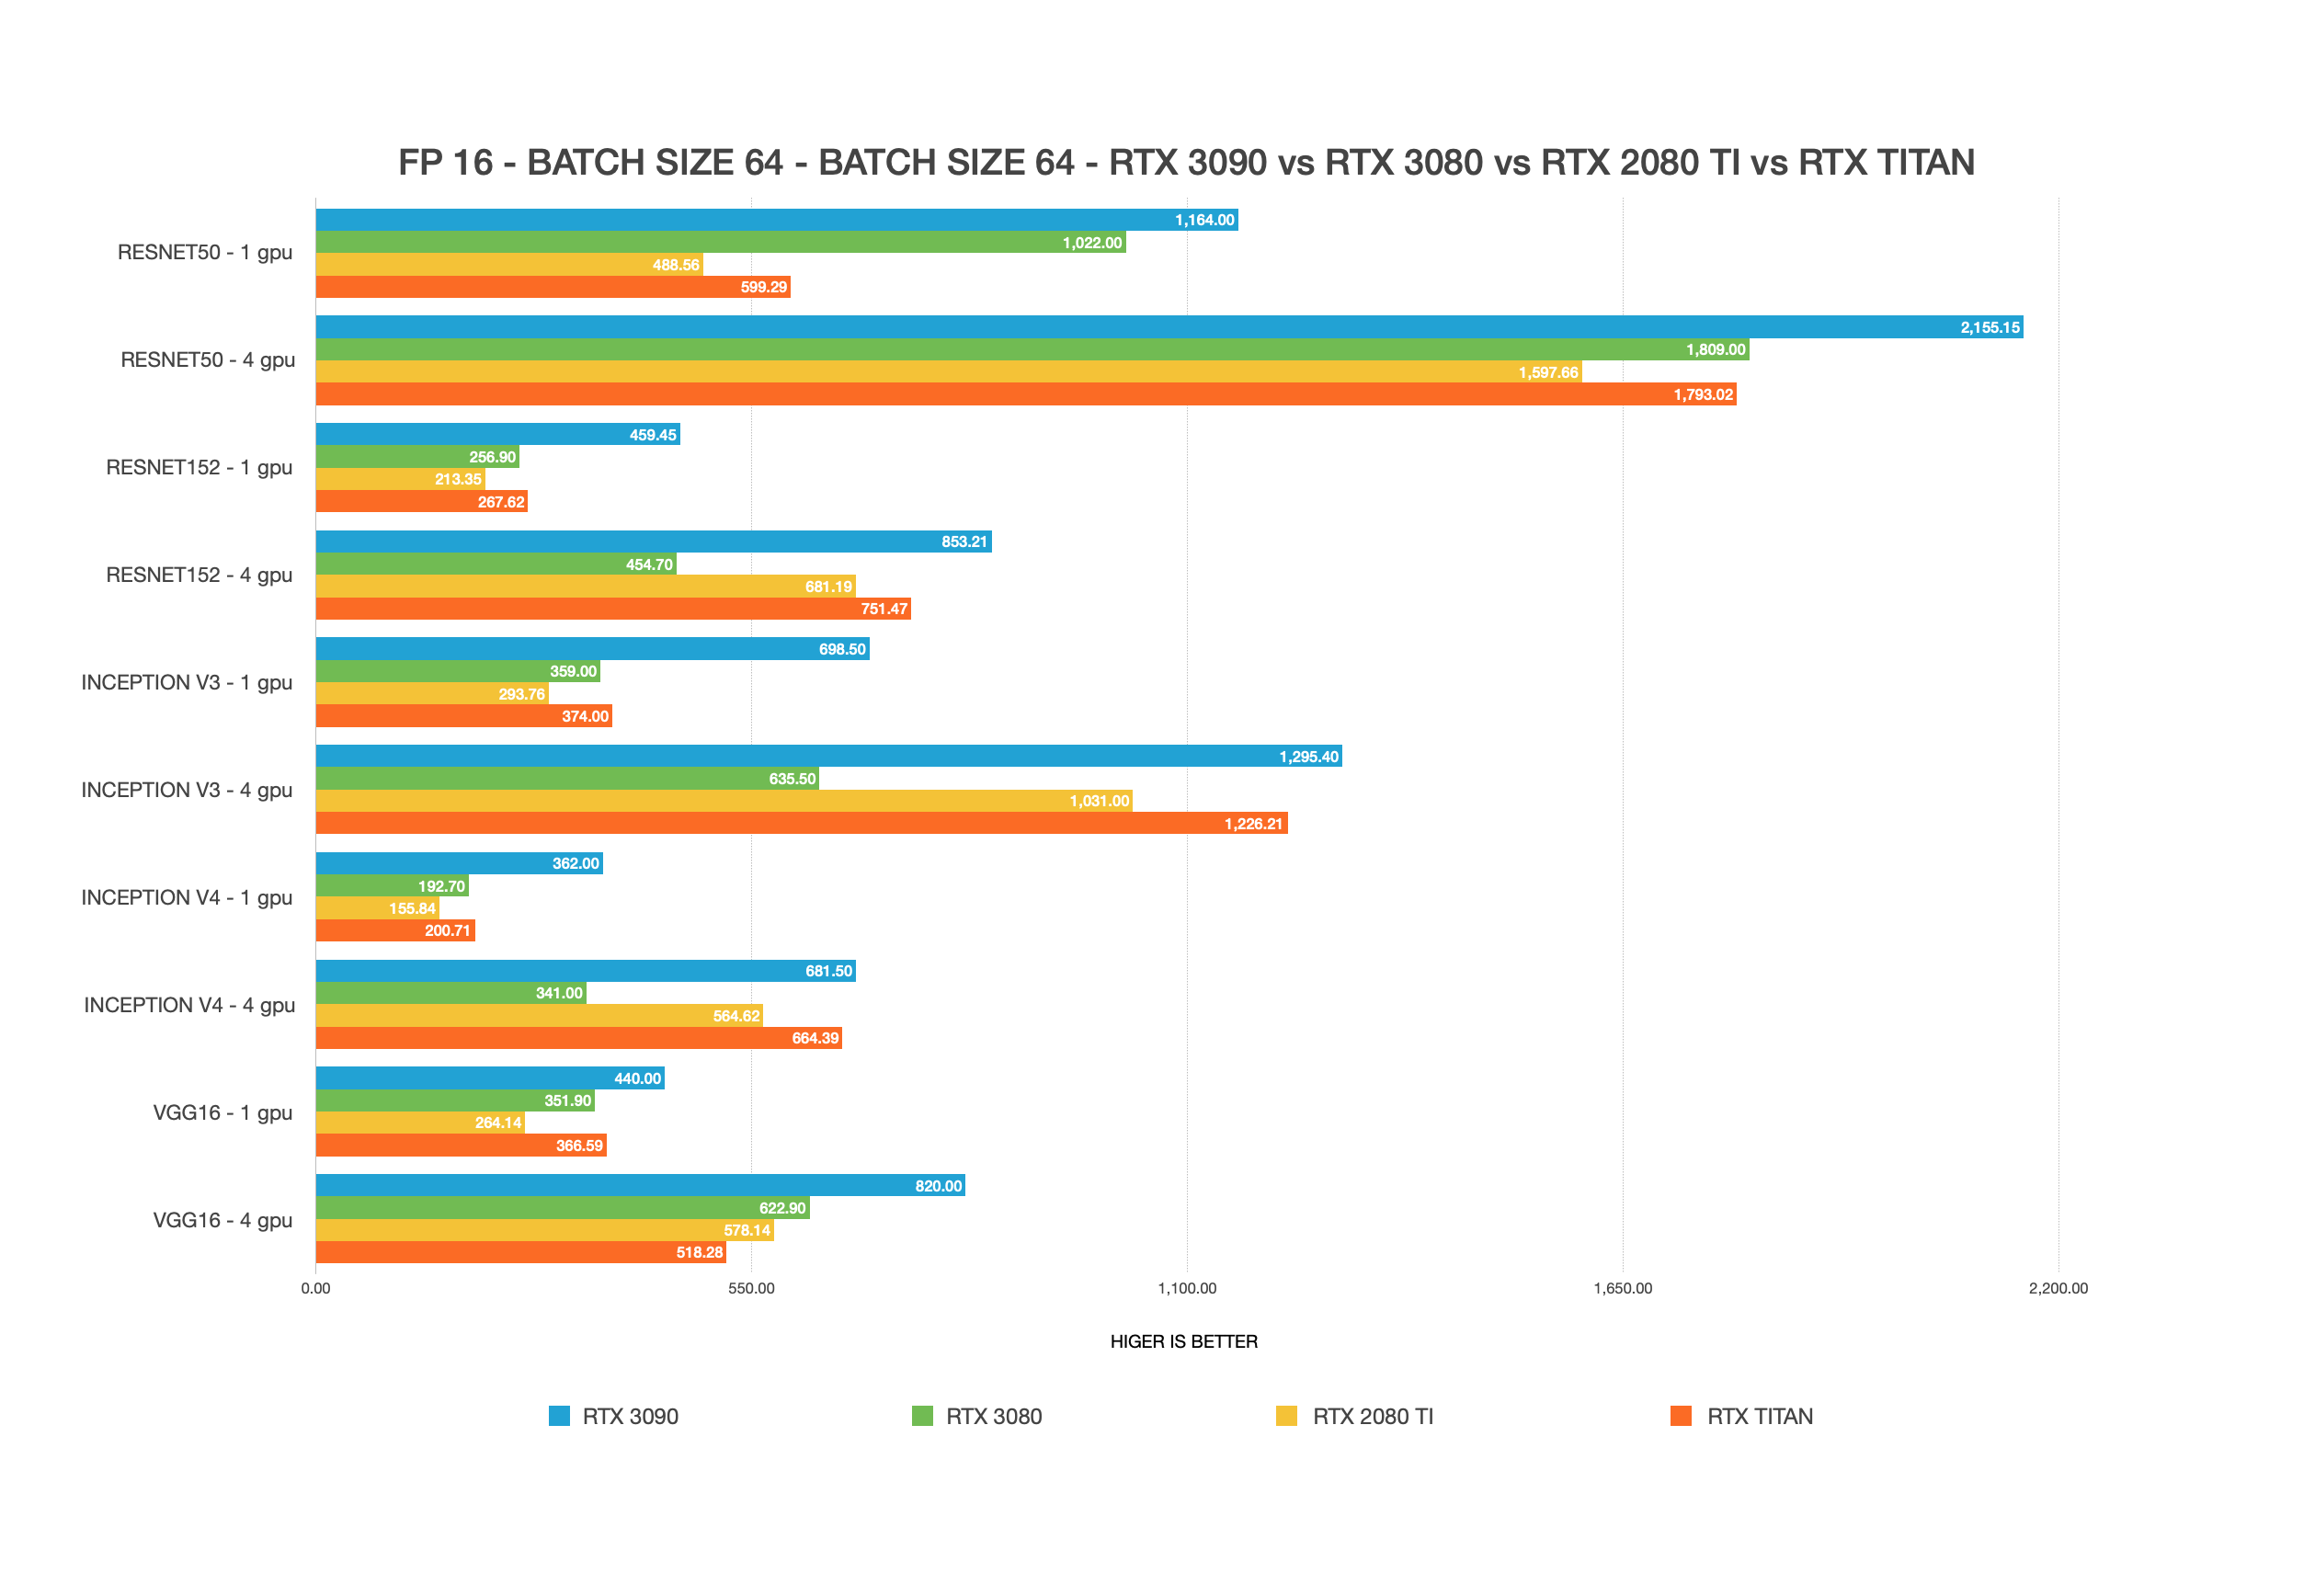 FP 16 - BATCH SIZE 64 - BATCH SIZE 64 - RTX 3090 vs RTX 3080 vs RTX 2080 TI vs RTX TITAN
RESNET50 - 1 gpu
1,164.00
1,022.00
488.56
599.29
RESNET50 - 4 gpu
2,155.15
1,809.00
1,597.66
1,793.02
RESNET152 - 1 gpu
459.45
256.90
213.35
267.62
RESNET152 - 4 gpu
853.21
454.70
681.19
751.47
INCEPTION V3 - 1 gpu
698.50
359.00
293.76
374.00
INCEPTION V3 - 4 gpu
1,295.40
635.50
1,031.00
1,226.21
INCEPTION V4 - 1 gpu
362.00
192.70
155.84
200.71
INCEPTION V4 - 4 gpu
681.50
341.00
564.62
664.39
VGG16 - 1 gpu
440.00
351.90
264.14
366.59
VGG16 - 4 gpu
820.00
622.90
578.14
518.28
0.00 550.00 1,100.00 1,650.00 2,200.00
HIGER IS BETTER
RTX 3090 RTX 3080 RTX 2080 TI RTX TITAN